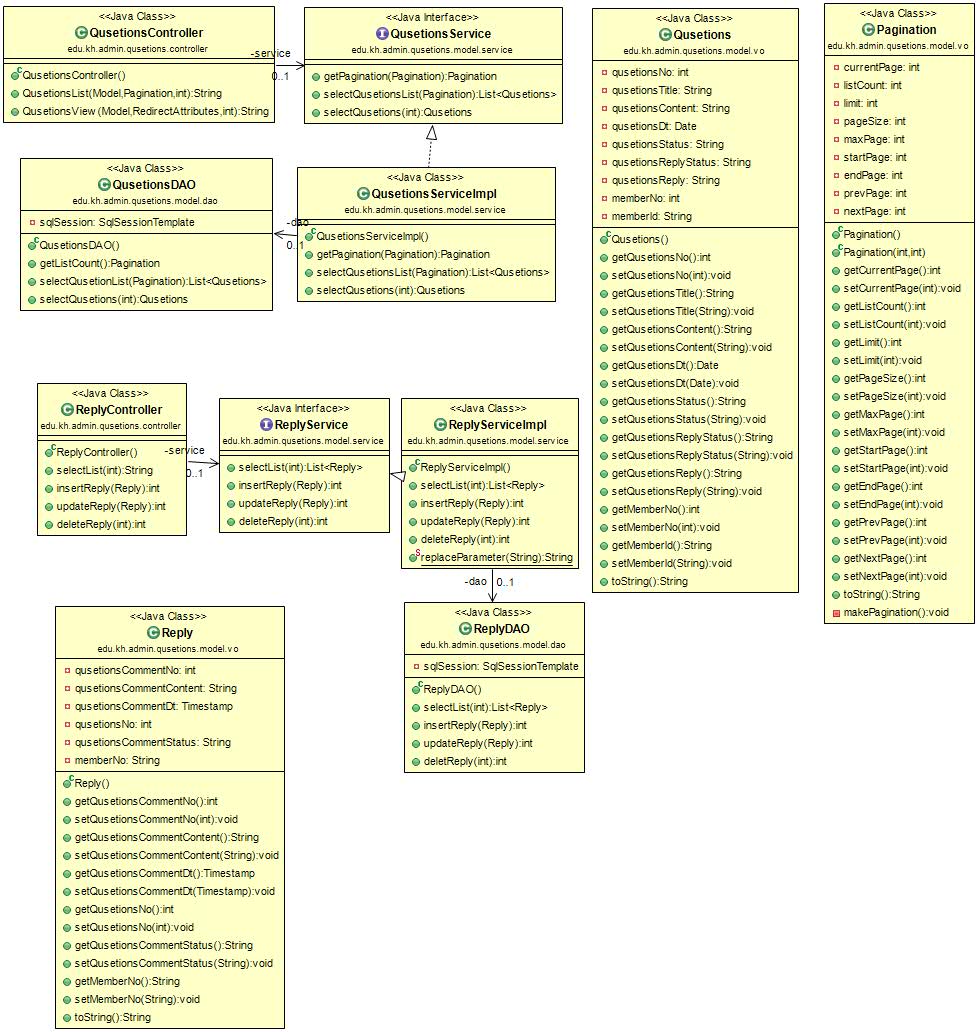 <<Java Class>>
QusetionsController
edu.kh.admin.qusetions.controller
QusetionsController()
QusetionsList(Model,Pagination,int):String
QusetionsView (Model,RedirectAttributes,int):String
-service
0..1
<<Java Interface>>
QusetionsService
edu.kh.admin.qusetions.model.service
getPagination(Pagination):Pagination
selectQusetionsList(Pagination):List<Qusetions>
selectQusetions(int):Qusetions
<<Java Class>>
QusetionsDAO
edu.kh.admin.qusetions.model.dao
sqlSession: SqlSessionTemplate
QusetionsDAO()
getListCount():Pagination
selectQusetionList(Pagination):List<Qusetions>
selectQusetions(int):Qusetions
-dao
0..1
<<Java Class>>
QusetionsServiceImpl
edu.kh.admin.qusetions.model.service
QusetionsServiceImpl()
getPagination(Pagination):Pagination
selectQusetionsList(Pagination):List<Qusetions>
selectQusetions(int):Qusetions
<<Java Class>>
Qusetions
edu.kh.admin.qusetions.model.vo
qusetionsNo: int
qusetionsTitle: String
qusetionsContent: String
qusetionsDt: Date
qusetionsStatus: String
qusetionsReplyStatus: String
qusetionsReply: String
memberNo: int
memberId: String
Qusetions()
getQusetionsNo():int
setQusetionsNo(int):void
getQusetionsTitle():String
setQusetionsTitle(String):void
getQusetionsContent():String
setQusetionsContent(String):void
getQusetionsDt():Date
setQusetionsDt(Date):void
getQusetionsStatus():String
setQusetionsStatus(String):void
getQusetionsReplyStatus():String
setQusetionsReplyStatus(String):void
getQusetionsReply():String
setQusetionsReply(String):void
getMemberNo():int
setMemberNo(int):void
getMemberId():String
setMemberId(String):void
toString():String
<<Java Class>>
Pagination
edu.kh.admin.qusetions.model.vo
currentPage: int
listCount: int
limit: int
pageSize: int
maxPage: int
startPage: int
endPage: int
prevPage: int
nextPage: int
Pagination()
Pagination(int,int)
getCurrentPage():int
setCurrentPage(int):void
getListCount():int
setListCount(int):void
getLimit():int
setLimit(int):void
getPageSize():int
setPageSize(int):void
getMaxPage():int
setMaxPage(int):void
getStartPage():int
setStartPage(int):void
getEndPage():int
setEndPage(int):void
getPrevPage():int
setPrevPage(int):void
getNextPage():int
setNextPage(int):void
toString():String
makePagination():void
<<Java Class>>
ReplyController
edu.kh.admin.qusetions.controller
ReplyController()
selectList(int):String
insertReply(Reply):int
updateReply(Reply):int
deleteReply(int):int
-service
0..1
<<Java Interface>>
ReplyService
edu.kh.admin.qusetions.model.service
selectList(int):List<Reply>
insertReply(Reply):int
updateReply(Reply):int
deleteReply(int):int
<<Java Class>>
ReplyServiceImpl
edu.kh.admin.qusetions.model.service
ReplyServiceImpl()
selectList(int):List<Reply>
insertReply(Reply):int
updateReply(Reply):int
deleteReply(int):int
replaceParameter(String):String
-dao
0..1
<<Java Class>>
ReplyDAO
edu.kh.admin.qusetions.model.dao
sqlSession: SqlSessionTemplate
ReplyDAO()
selectList(int):List<Reply>
insertReply(Reply):int
updateReply(Reply):int
deletReply(int):int
<<Java Class>>
Reply
edu.kh.admin.qusetions.model.vo
qusetionsCommentNo: int
qusetionsCommentContent: String
qusetionsCommentDt: Timestamp
qusetionsNo: int
qusetionsCommentStatus: String
memberNo: String
Reply()
getQusetionsCommentNo():int
setQusetionsCommentNo(int):void
getQusetionsCommentContent():String
setQusetionsCommentContent(String):void
getQusetionsCommentDt():Timestamp
setQusetionsCommentDt(Timestamp):void
getQusetionsNo():int
setQusetionsNo(int):void
getQusetionsCommentStatus():String
setQusetionsCommentStatus(String):void
getMemberNo():String
setMemberNo(String):void
toString():String